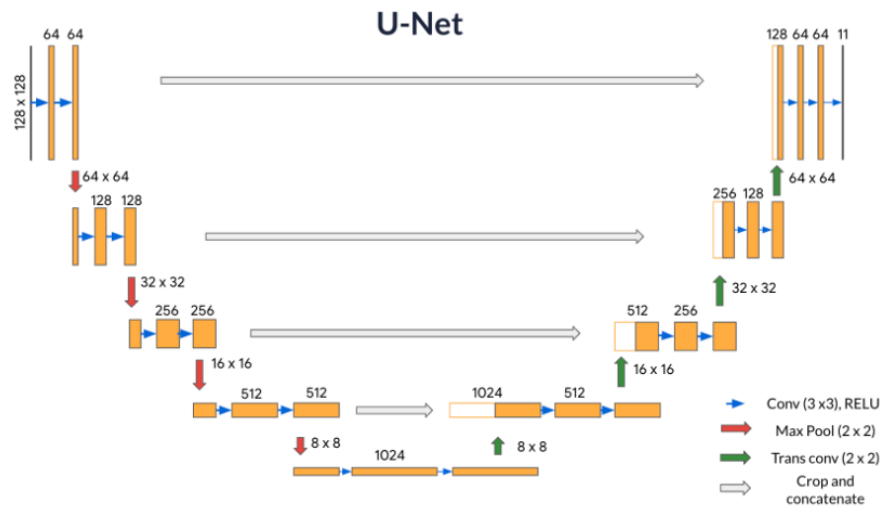 U-Net
64 64
128 64 64 11
128 x 128
64 x 64
64 x 64
128 128
256 128
32 x 32
32 x 32
256 256
512 256
16 x 16
16 x 16
512 512
1024 512
8 x 8
8 x 8
1024
Conv (3 x3), RELU
Max Pool (2 x 2)
Trans conv (2 x 2)
Crop and
concatenate